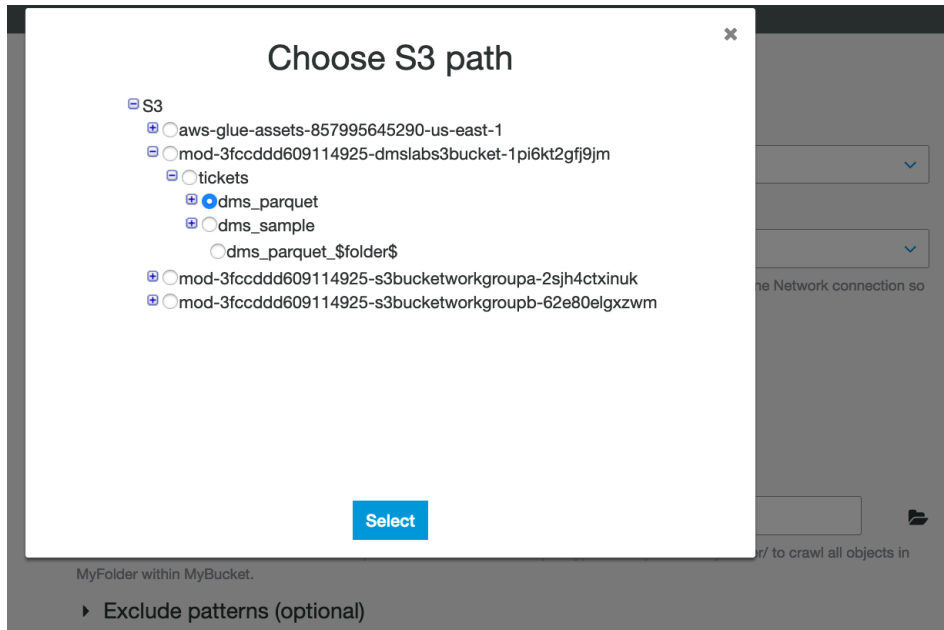 Choose S3 path
S3
aws-glue-assets-857995645290-us-east-1
mod-3fccddd609114925-dmslabs3bucket-1pi6kt2gfj9jm
tickets
dms_parquet
dms_sample
dms_parquet_$folder$
mod-3fccddd609114925-s3bucketworkgroupa-2sjh4ctxinuk
mod-3fccddd609114925-s3bucketworkgroupb-62e80elgxzwm
Network connection so
Select
to crawl all objects in
MyFolder within MyBucket.
Exclude patterns (optional)